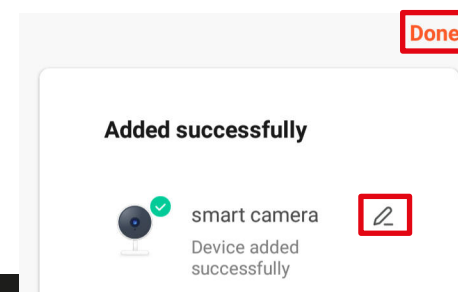 Done
Added successfully
smart camera
Device added
successfully